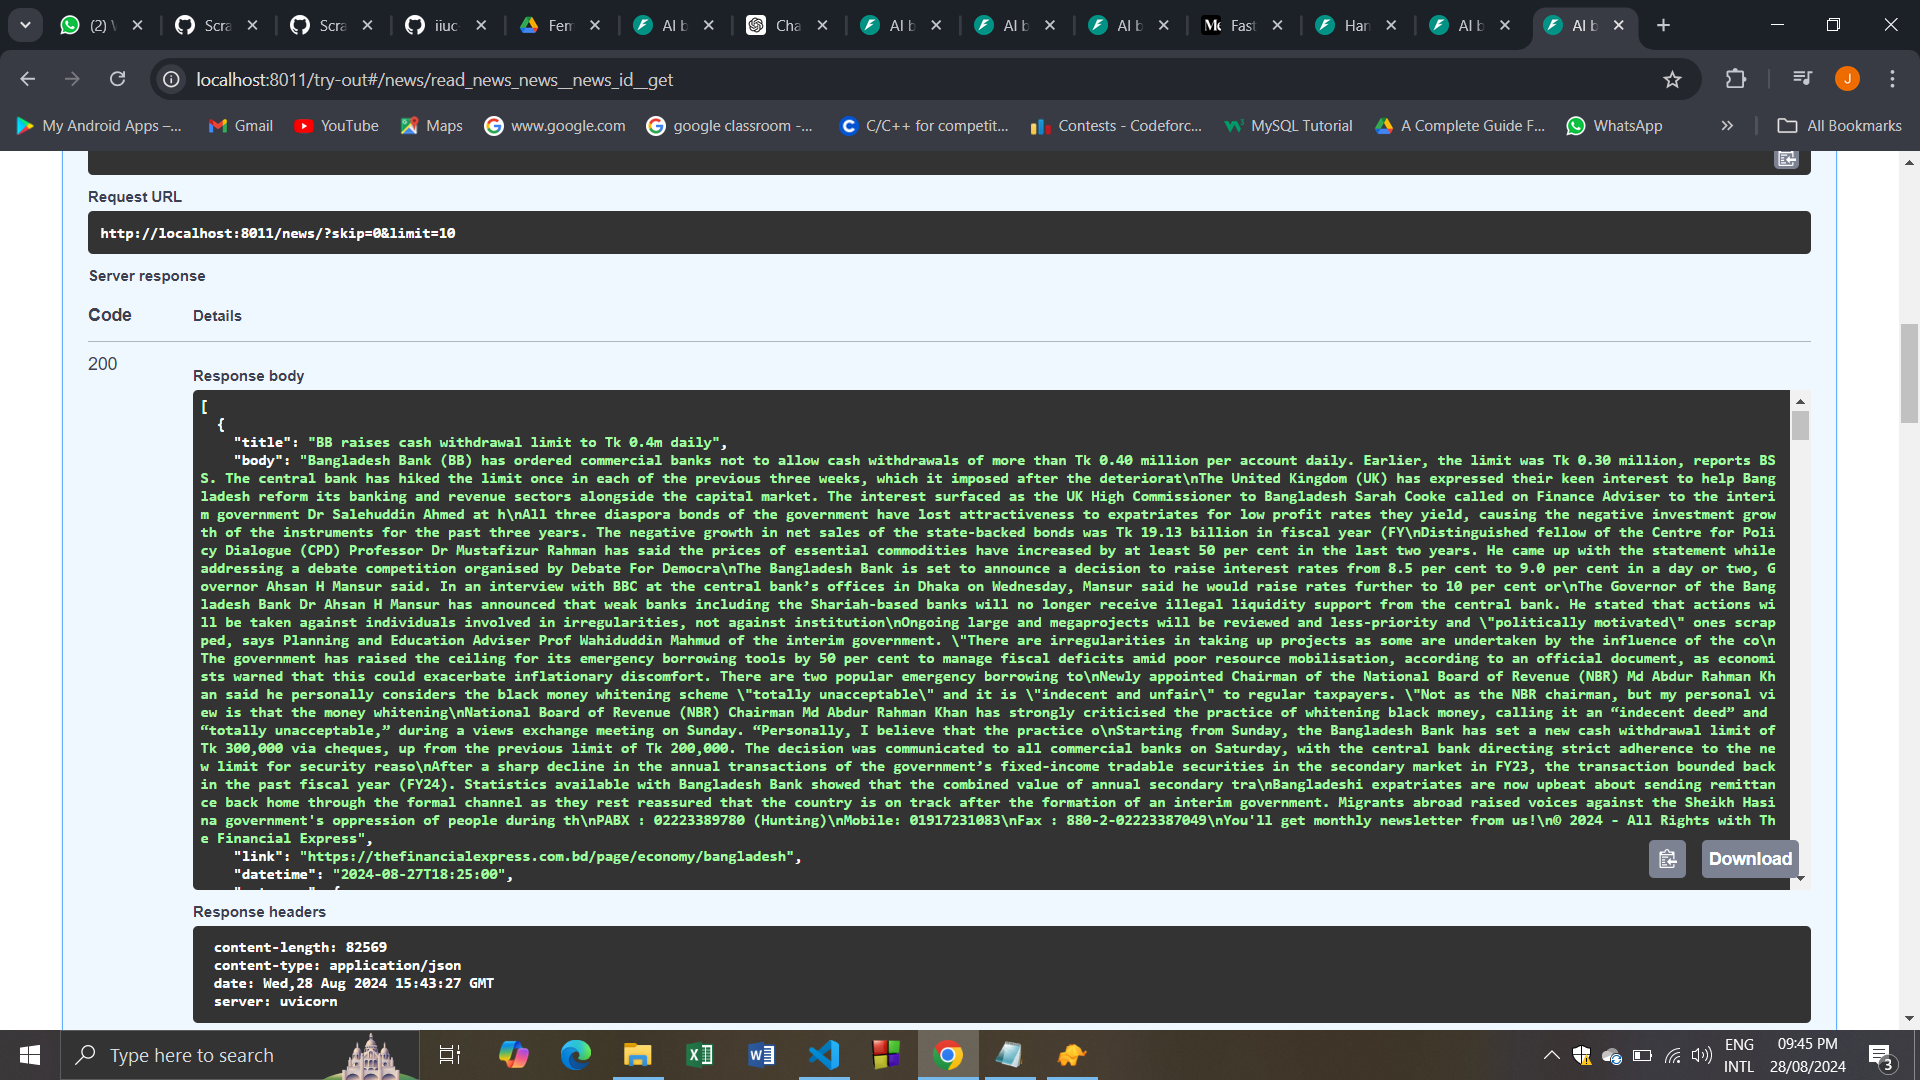 (2) V
Scra
Scra
iiuc
Fem
AI b
Cha
AI b
AI b
AI b
Fast
Han
AI b
AI b
localhost:8011/try-out#/news/read_news_news__news_id__get
J
My Android Apps –...
Gmail
YouTube
Maps
www.google.com
google classroom -...
C/C++ for competit...
Contests - Codeforc...
MySQL Tutorial
A Complete Guide F...
WhatsApp
All Bookmarks
Request URL
http://localhost:8011/news/?skip=0&limit=10
Server response
Code
Details
200
Response body
[
{
"title": "BB raises cash withdrawal limit to Tk 0.4m daily",
"body": "Bangladesh Bank (BB) has ordered commercial banks not to allow cash withdrawals of more than Tk 0.40 million per account daily. Earlier, the limit was Tk 0.30 million, reports BS
S. The central bank has hiked the limit once in each of the previous three weeks, which it imposed after the deteriorat\nThe United Kingdom (UK) has expressed their keen interest to help Bang
ladesh reform its banking and revenue sectors alongside the capital market. The interest surfaced as the UK High Commissioner to Bangladesh Sarah Cooke called on Finance Adviser to the interi
m government Dr Salehuddin Ahmed at h\nAll three diaspora bonds of the government have lost attractiveness to expatriates for low profit rates they yield, causing the negative investment grow
th of the instruments for the past three years. The negative growth in net sales of the state-backed bonds was Tk 19.13 billion in fiscal year (FY\nDistinguished fellow of the Centre for Poli
cy Dialogue (CPD) Professor Dr Mustafizur Rahman has said the prices of essential commodities have increased by at least 50 per cent in the last two years. He came up with the statement while
addressing a debate competition organised by Debate For Democra\nThe Bangladesh Bank is set to announce a decision to raise interest rates from 8.5 per cent to 9.0 per cent in a day or two, G
overnor Ahsan H Mansur said. In an interview with BBC at the central bank’s offices in Dhaka on Wednesday, Mansur said he would raise rates further to 10 per cent or\nThe Governor of the Bang
ladesh Bank Dr Ahsan H Mansur has announced that weak banks including the Shariah-based banks will no longer receive illegal liquidity support from the central bank. He stated that actions wi
ll be taken against individuals involved in irregularities, not against institution\nOngoing large and megaprojects will be reviewed and less-priority and \"politically motivated\" ones scrap
ped, says Planning and Education Adviser Prof Wahiduddin Mahmud of the interim government. \"There are irregularities in taking up projects as some are undertaken by the influence of the co\n
The government has raised the ceiling for its emergency borrowing tools by 50 per cent to manage fiscal deficits amid poor resource mobilisation, according to an official document, as economi
sts warned that this could exacerbate inflationary discomfort. There are two popular emergency borrowing to\nNewly appointed Chairman of the National Board of Revenue (NBR) Md Abdur Rahman Kh
an said he personally considers the black money whitening scheme \"totally unacceptable\" and it is \"indecent and unfair\" to regular taxpayers. \"Not as the NBR chairman, but my personal vi
ew is that the money whitening\nNational Board of Revenue (NBR) Chairman Md Abdur Rahman Khan has strongly criticised the practice of whitening black money, calling it an “indecent deed” and
“totally unacceptable,” during a views exchange meeting on Sunday. “Personally, I believe that the practice o\nStarting from Sunday, the Bangladesh Bank has set a new cash withdrawal limit of
Tk 300,000 via cheques, up from the previous limit of Tk 200,000. The decision was communicated to all commercial banks on Saturday, with the central bank directing strict adherence to the ne
w limit for security reaso\nAfter a sharp decline in the annual transactions of the government’s fixed-income tradable securities in the secondary market in FY23, the transaction bounded back
in the past fiscal year (FY24). Statistics available with Bangladesh Bank showed that the combined value of annual secondary tra\nBangladeshi expatriates are now upbeat about sending remittan
ce back home through the formal channel as they rest reassured that the country is on track after the formation of an interim government. Migrants abroad raised voices against the Sheikh Hasi
na government's oppression of people during th\nPABX : 02223389780 (Hunting)\nMobile: 01917231083\nFax : 880-2-02223387049\nYou'll get monthly newsletter from us!\n© 2024 - All Rights with Th
e Financial Express",
"link": "https://thefinancialexpress.com.bd/page/economy/bangladesh",
"datetime": "2024-08-27T18:25:00",
Download
Response headers
content-length: 82569
content-type: application/json
date: Wed,28 Aug 2024 15:43:27 GMT
server: uvicorn
Type here to search
ENG
INTL
09:45 PM
28/08/2024
3